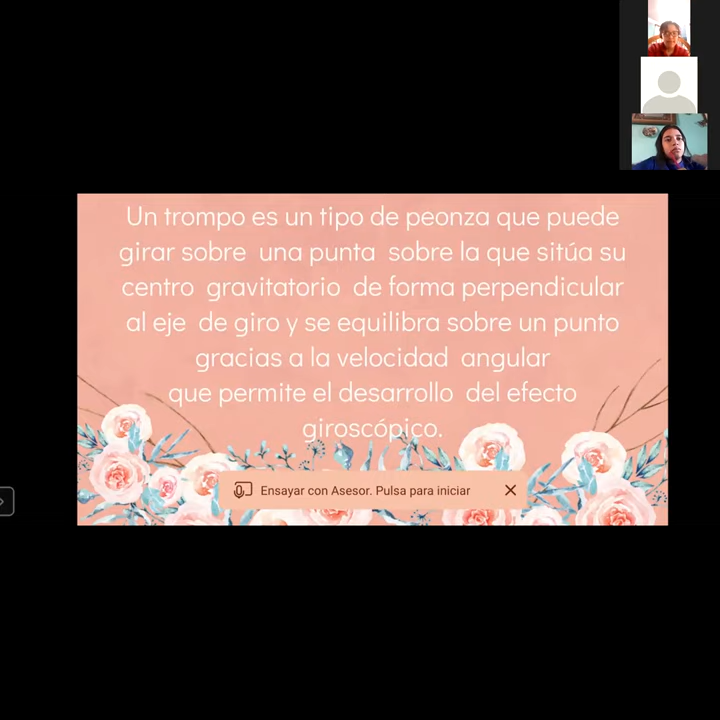 Un trompo es un tipo de peonza que puede
girar sobre una punta sobre la que sitúa su
centro gravitatorio de forma perpendicular
al eje de giro y se equilibra sobre un punto
gracias a la velocidad angular
que permite el desarrollo del efecto
giroscópico.
Ensayar con Asesor. Pulsa para iniciar